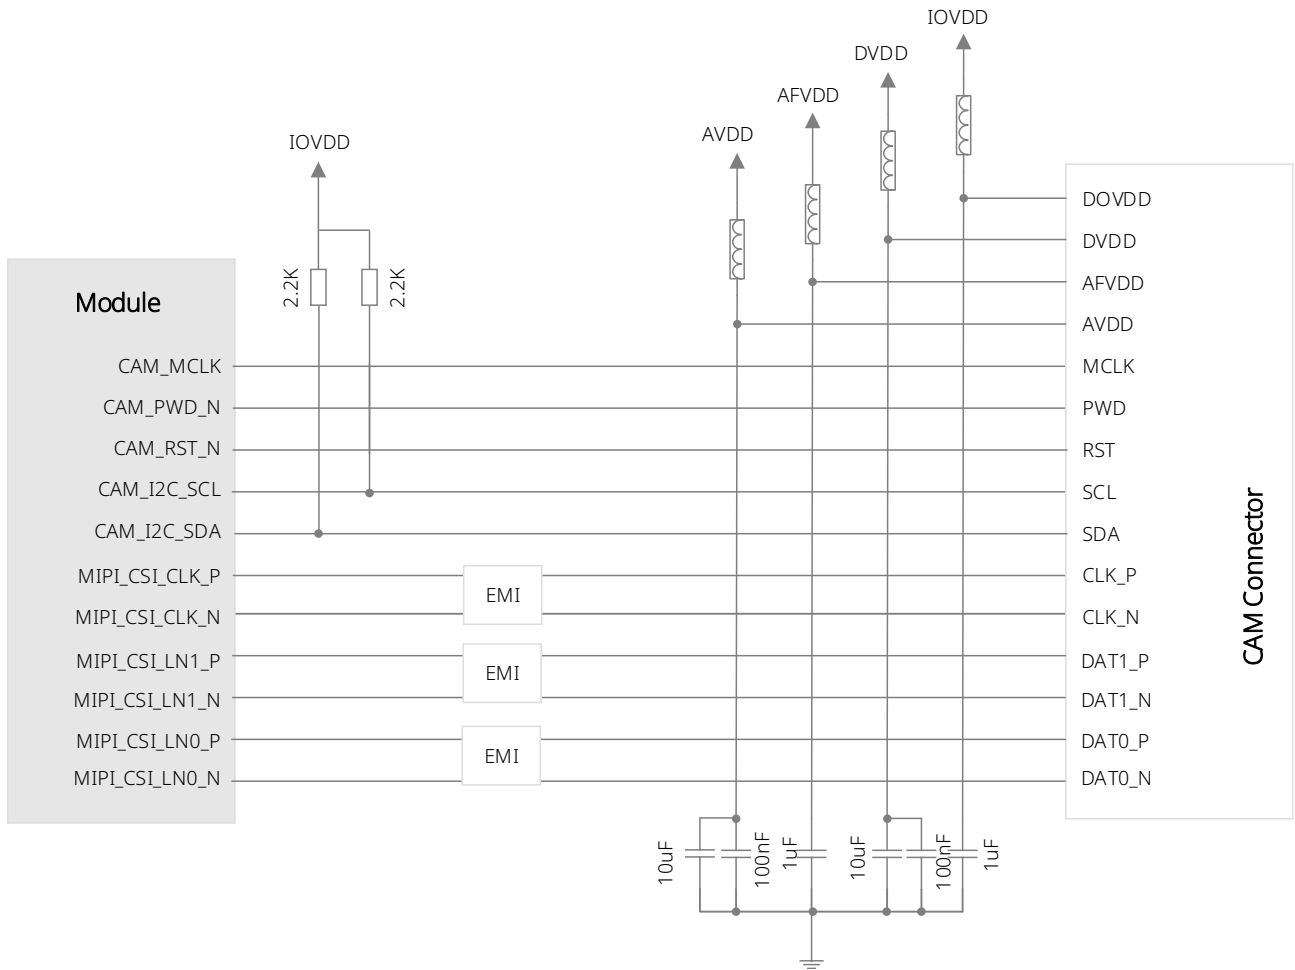 IOVDD
DVDD
AFVDD
AVDD
IOVDD
2.2K
2.2K
Module
CAM_MCLK
CAM_PWD_N
CAM_RST_N
CAM_I2C_SCL
CAM_I2C_SDA
MIPI_CSI_CLK_P
MIPI_CSI_CLK_N
MIPI_CSI_LN1_P
MIPI_CSI_LN1_N
MIPI_CSI_LN0_P
MIPI_CSI_LN0_N
EMI
EMI
EMI
DOVDD
DVDD
AFVDD
AVDD
MCLK
PWD
RST
SCL
SDA
CLK_P
CLK_N
DAT1_P
DAT1_N
DAT0_P
DAT0_N
CAM Connector
10uF
100nF
1uF
10uF
100nF
1uF